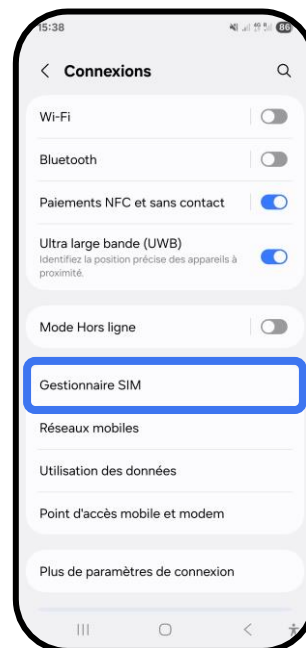 15:38
86
Connexions
Wi-Fi
Bluetooth
Paiements NFC et sans contact
Ultra large bande (UWB)
Identifiez la position précise des appareils à
proximité.
Mode Hors ligne
Gestionnaire SIM
Réseaux mobiles
Utilisation des données
Point d'accès mobile et modem
Plus de paramètres de connexion